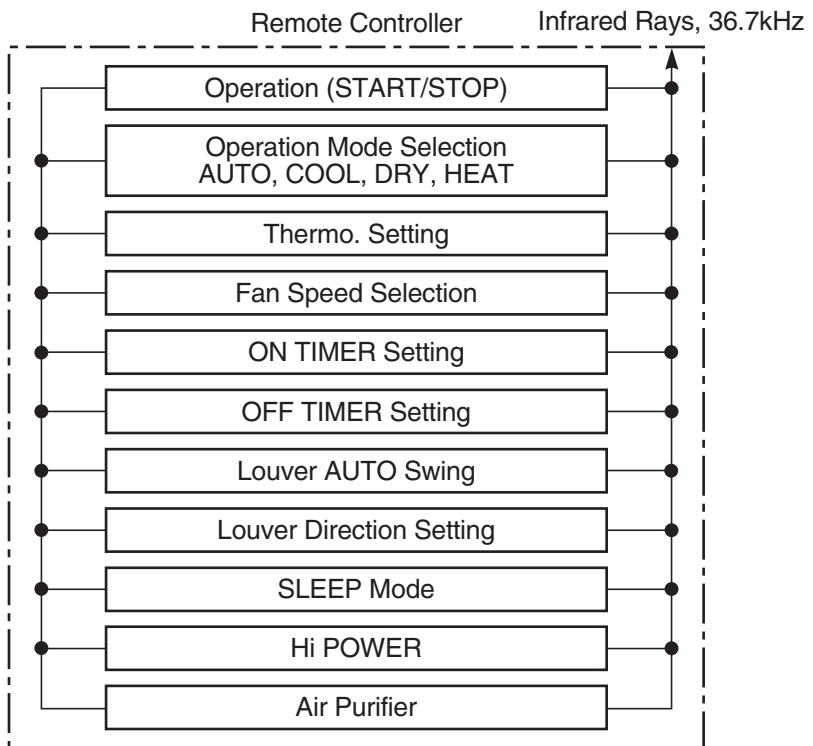 Remote Controller
Infrared Rays, 36.7kHz
Operation (START/STOP)
Operation Mode Selection
AUTO, COOL, DRY, HEAT
Thermo. Setting
Fan Speed Selection
ON TIMER Setting
OFF TIMER Setting
Louver AUTO Swing
Louver Direction Setting
SLEEP Mode
Hi POWER
Air Purifier